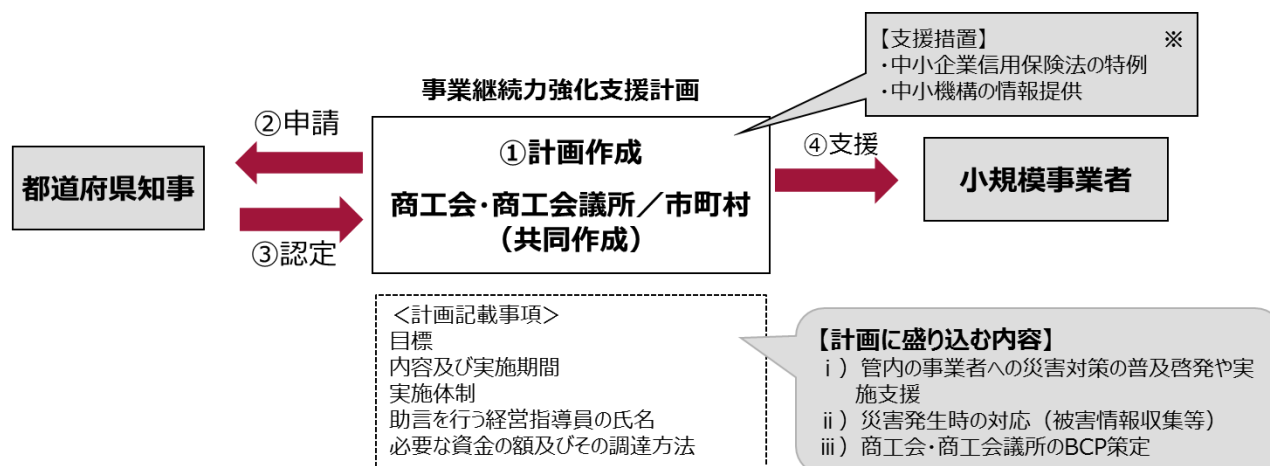 【支援措置】 ※
・中小企業信用保険法の特例
・中小機構の情報提供
事業継続力強化支援計画
②申請
①計画作成
④支援
都道府県知事
商工会・商工会議所／市町村
（共同作成）
小規模事業者
③認定
＜計画記載事項＞
目標
内容及び実施期間
実施体制
助言を行う経営指導員の氏名
必要な資金の額及びその調達方法
【計画に盛り込む内容】
ⅰ）管内の事業者への災害対策の普及啓発や実
施支援
ⅱ）災害発生時の対応（被害情報収集等）
ⅲ）商工会・商工会議所のBCP策定